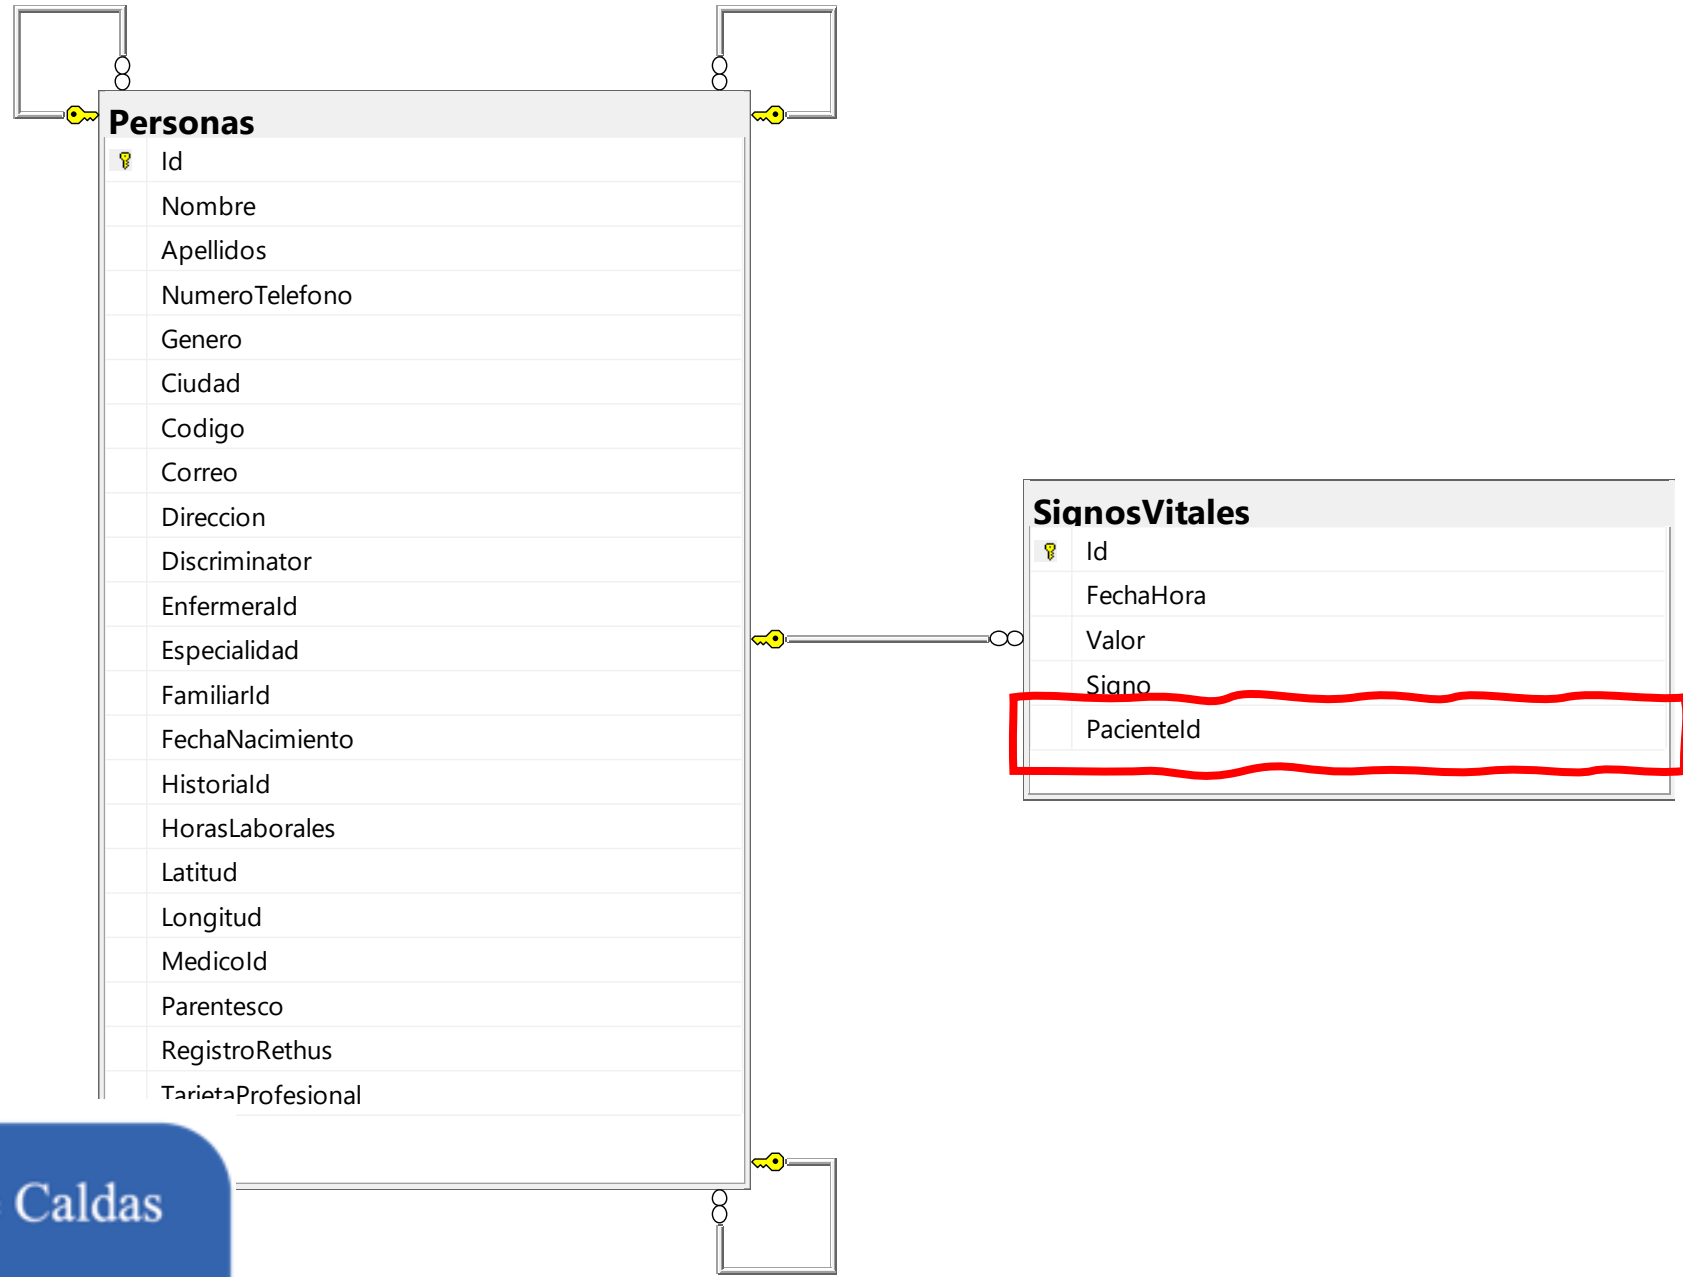 Personas
Id
Nombre
Apellidos
NumeroTelefono
Genero
Ciudad
Codigo
Correo
Direccion
Discriminator
EnfermeraId
Especialidad
FamiliarId
FechaNacimiento
HistoriaId
HorasLaborales
Latitud
Longitud
MedicoId
Parentesco
RegistroRethus
TarjetaProfesional
SignosVitales
Id
FechaHora
Valor
Signo
PacienteId
Caldas